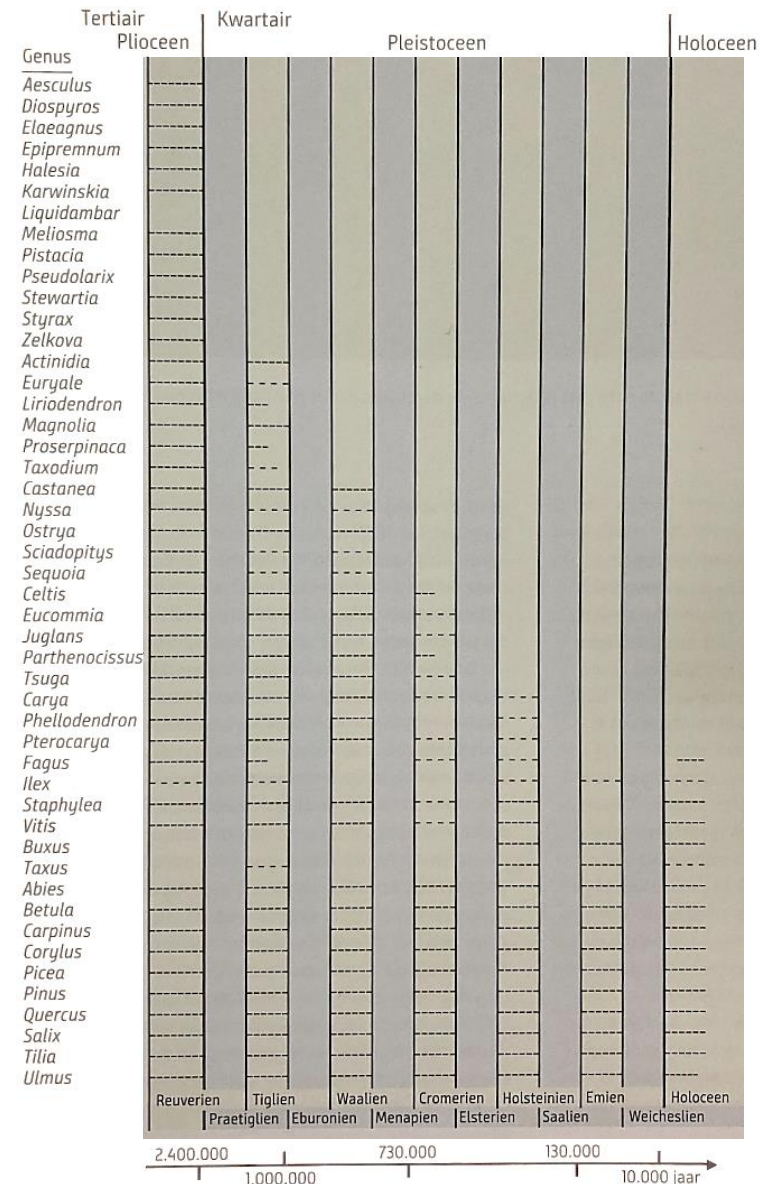 Tertiair Kwartair
Plioceen Pleistoceen Holoceen
Genus
Aesculus
Diospyros
Elaeagnus
Epipremnum
Halesia
Karwinskia
Liquidambar
Meliosma
Pistacia
Pseudolarix
Stewartia
Styrax
Zelkova
Actinidia
Euryale
Liriodendron
Magnolia
Proserpinaca
Taxodium
Castanea
Nyssa
Ostrya
Sciadopitys
Sequoia
Celtis
Eucommia
Juglans
Parthenocissus
Tsuga
Carya
Phellodendron
Pterocarya
Fagus
Ilex
Staphylea
Vitis
Buxus
Taxus
Abies
Betula
Carpinus
Corylus
Picea
Pinus
Quercus
Salix
Tilia
Ulmus
Reuverien Tiglien Waalien Cromerien Holsteinien Emien Holoceen
Praetiglien Eburonien Menapien Elsterien Saalien Weicheslien
2.400.000 730.000 130.000
1.000.000 10.000 jaar